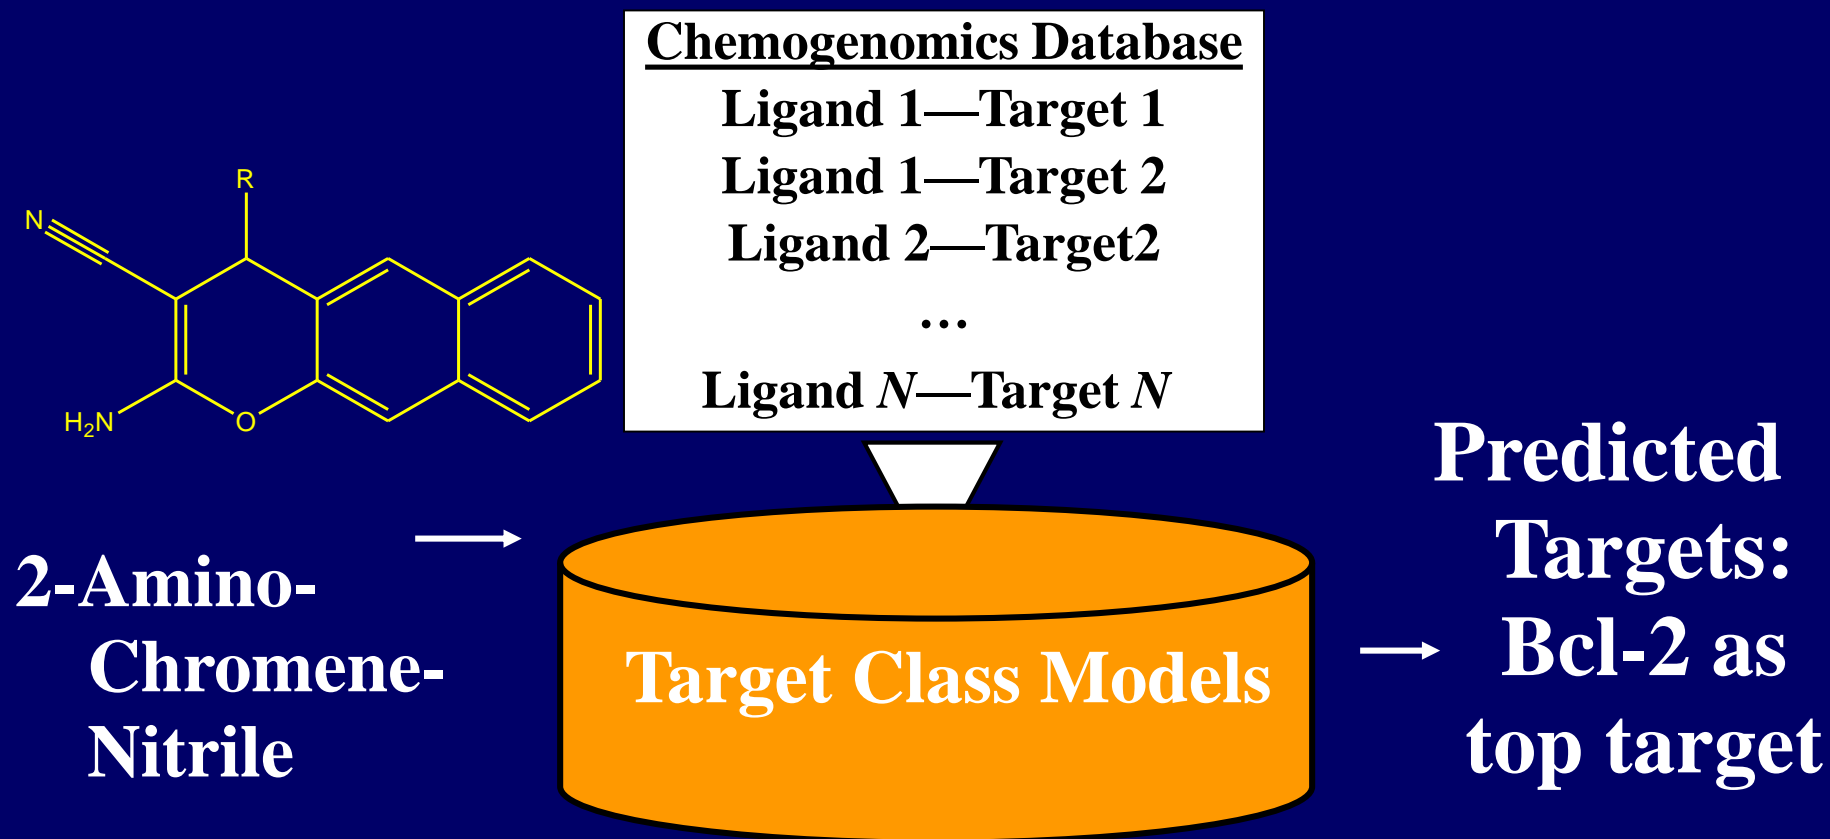 Chemogenomics Database
Ligand 1—Target 1
Ligand 1—Target 2
Ligand 2—Target2
…
Ligand N—Target N
R
N
H2N
O
2-Amino-
Chromene-
Nitrile
Target Class Models
Predicted
Targets:
Bcl-2 as
top target